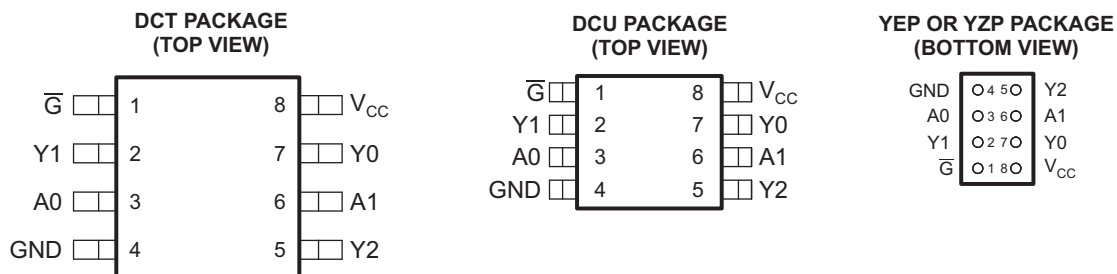 DCT PACKAGE
(TOP VIEW)
G̅ 1 8 VCC
Y1 2 7 Y0
A0 3 6 A1
GND 4 5 Y2
DCU PACKAGE
(TOP VIEW)
G̅ 1 8 VCC
Y1 2 7 Y0
A0 3 6 A1
GND 4 5 Y2
YEP OR YZP PACKAGE
(BOTTOM VIEW)
GND 4 5 Y2
A0 3 6 A1
Y1 2 7 Y0
G̅ 1 8 VCC